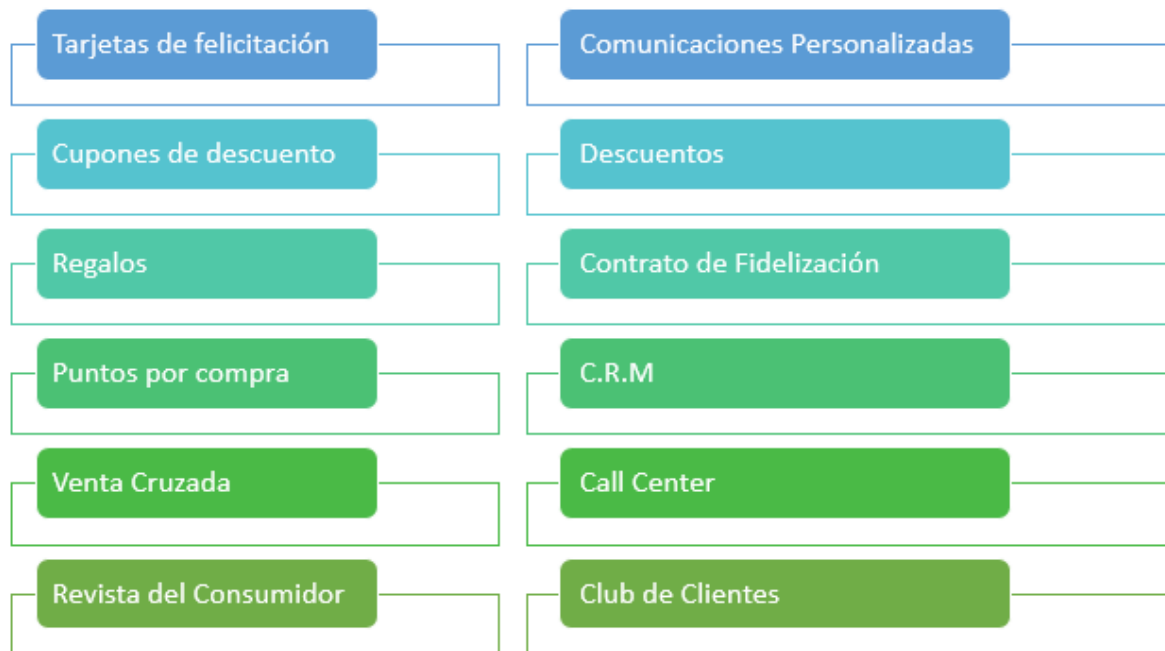 Tarjetas de felicitación
Comunicaciones Personalizadas
Cupones de descuento
Descuentos
Regalos
Contrato de Fidelización
Puntos por compra
C.R.M
Venta Cruzada
Call Center
Revista del Consumidor
Club de Clientes